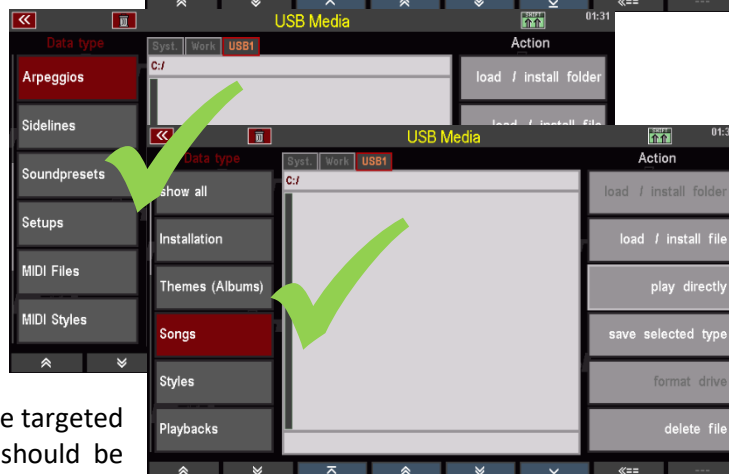 USB Media
01:31
Data type
Syst. Work USB1
Action
C:/
Arpeggios
load / install folder
Sidelines
load / install file
Soundpresets
Setups
MIDI Files
MIDI Styles
USB Media
Data type
Syst. Work USB1
Action
C:/
show all
load / install folder
Installation
load / install file
Themes (Albums)
play directly
Songs
save selected type
Styles
format drive
Playbacks
delete file
e targeted
should be